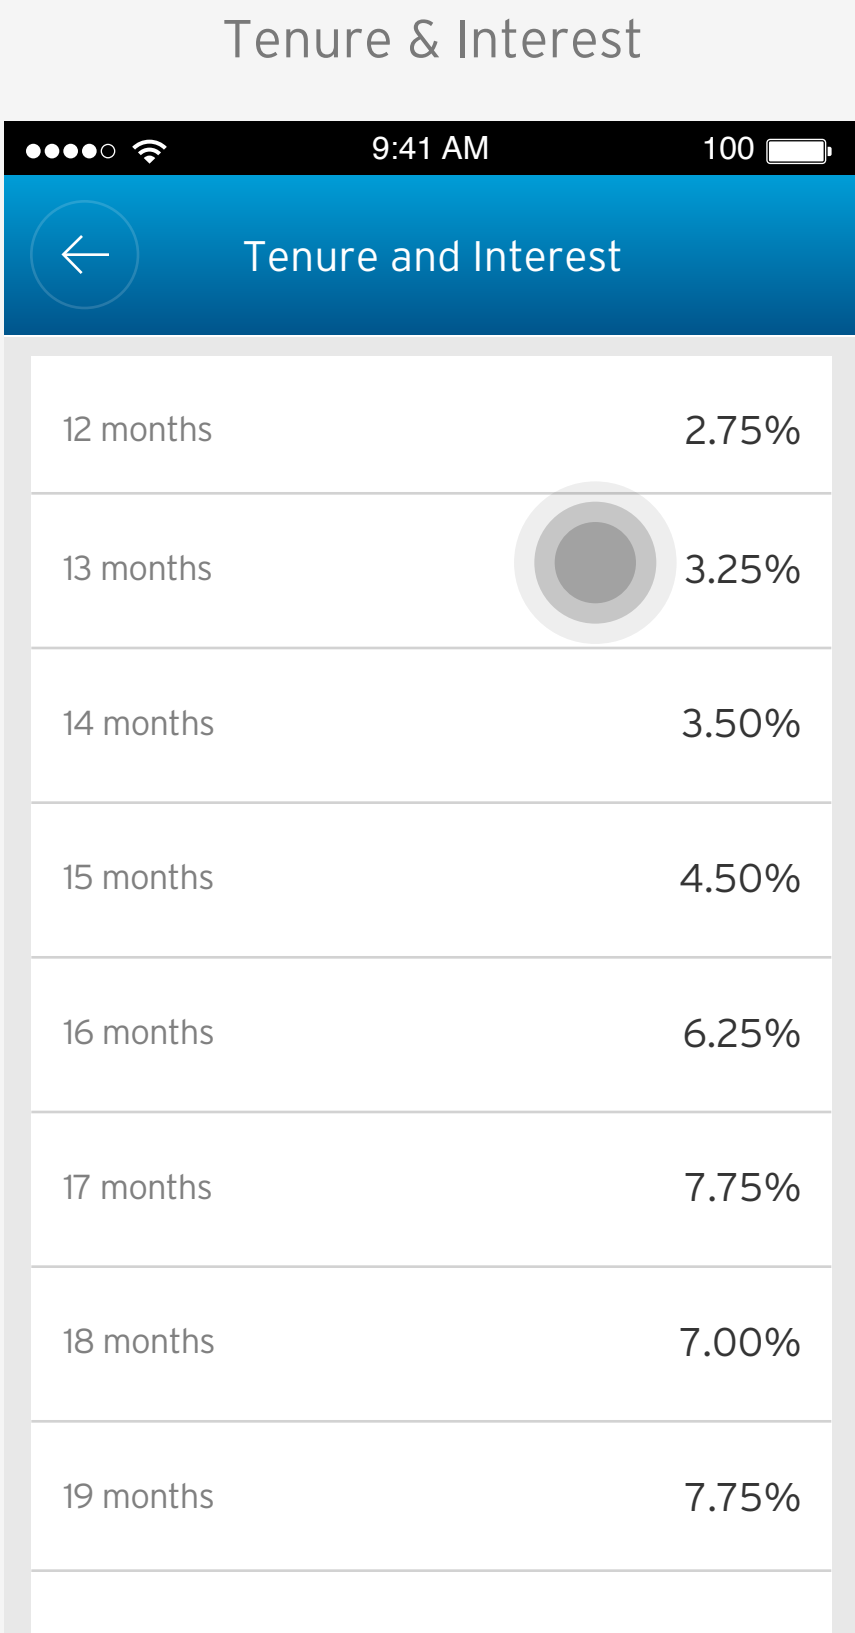 Tenure & Interest
9:41 AM 100
Tenure and Interest
12 months 2.75%
13 months 3.25%
14 months 3.50%
15 months 4.50%
16 months 6.25%
17 months 7.75%
18 months 7.00%
19 months 7.75%